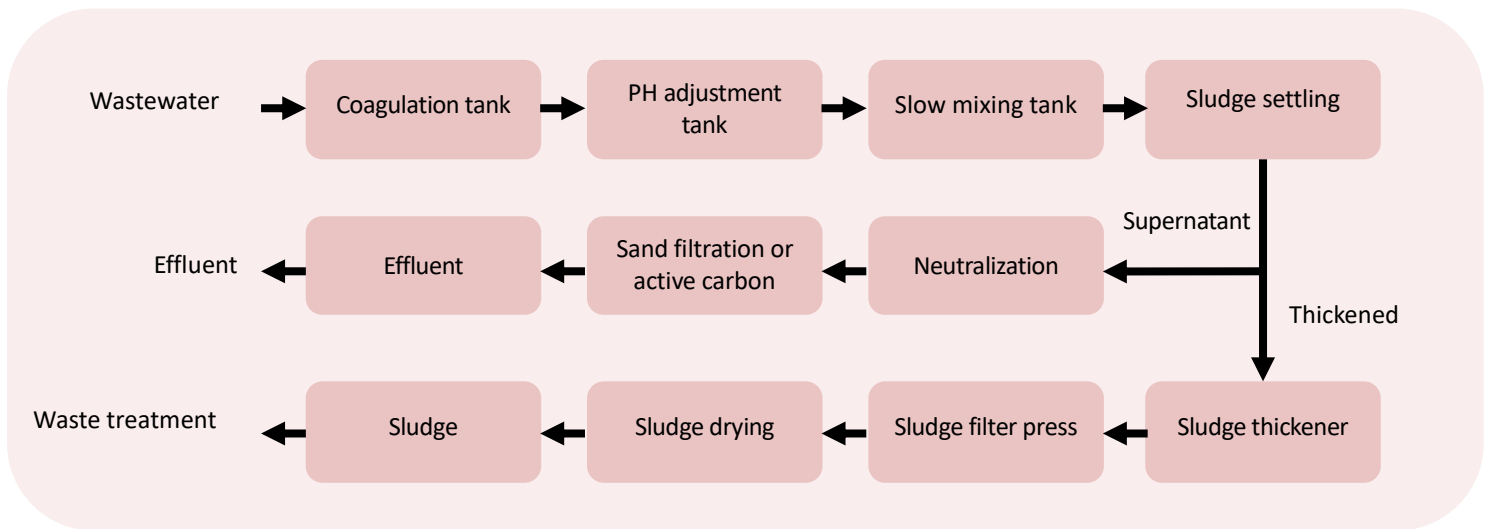 Wastewater
Coagulation tank
PH adjustment
tank
Slow mixing tank
Sludge settling
Supernatant
Effluent
Effluent
Sand filtration or
active carbon
Neutralization
Thickened
Waste treatment
Sludge
Sludge drying
Sludge filter press
Sludge thickener